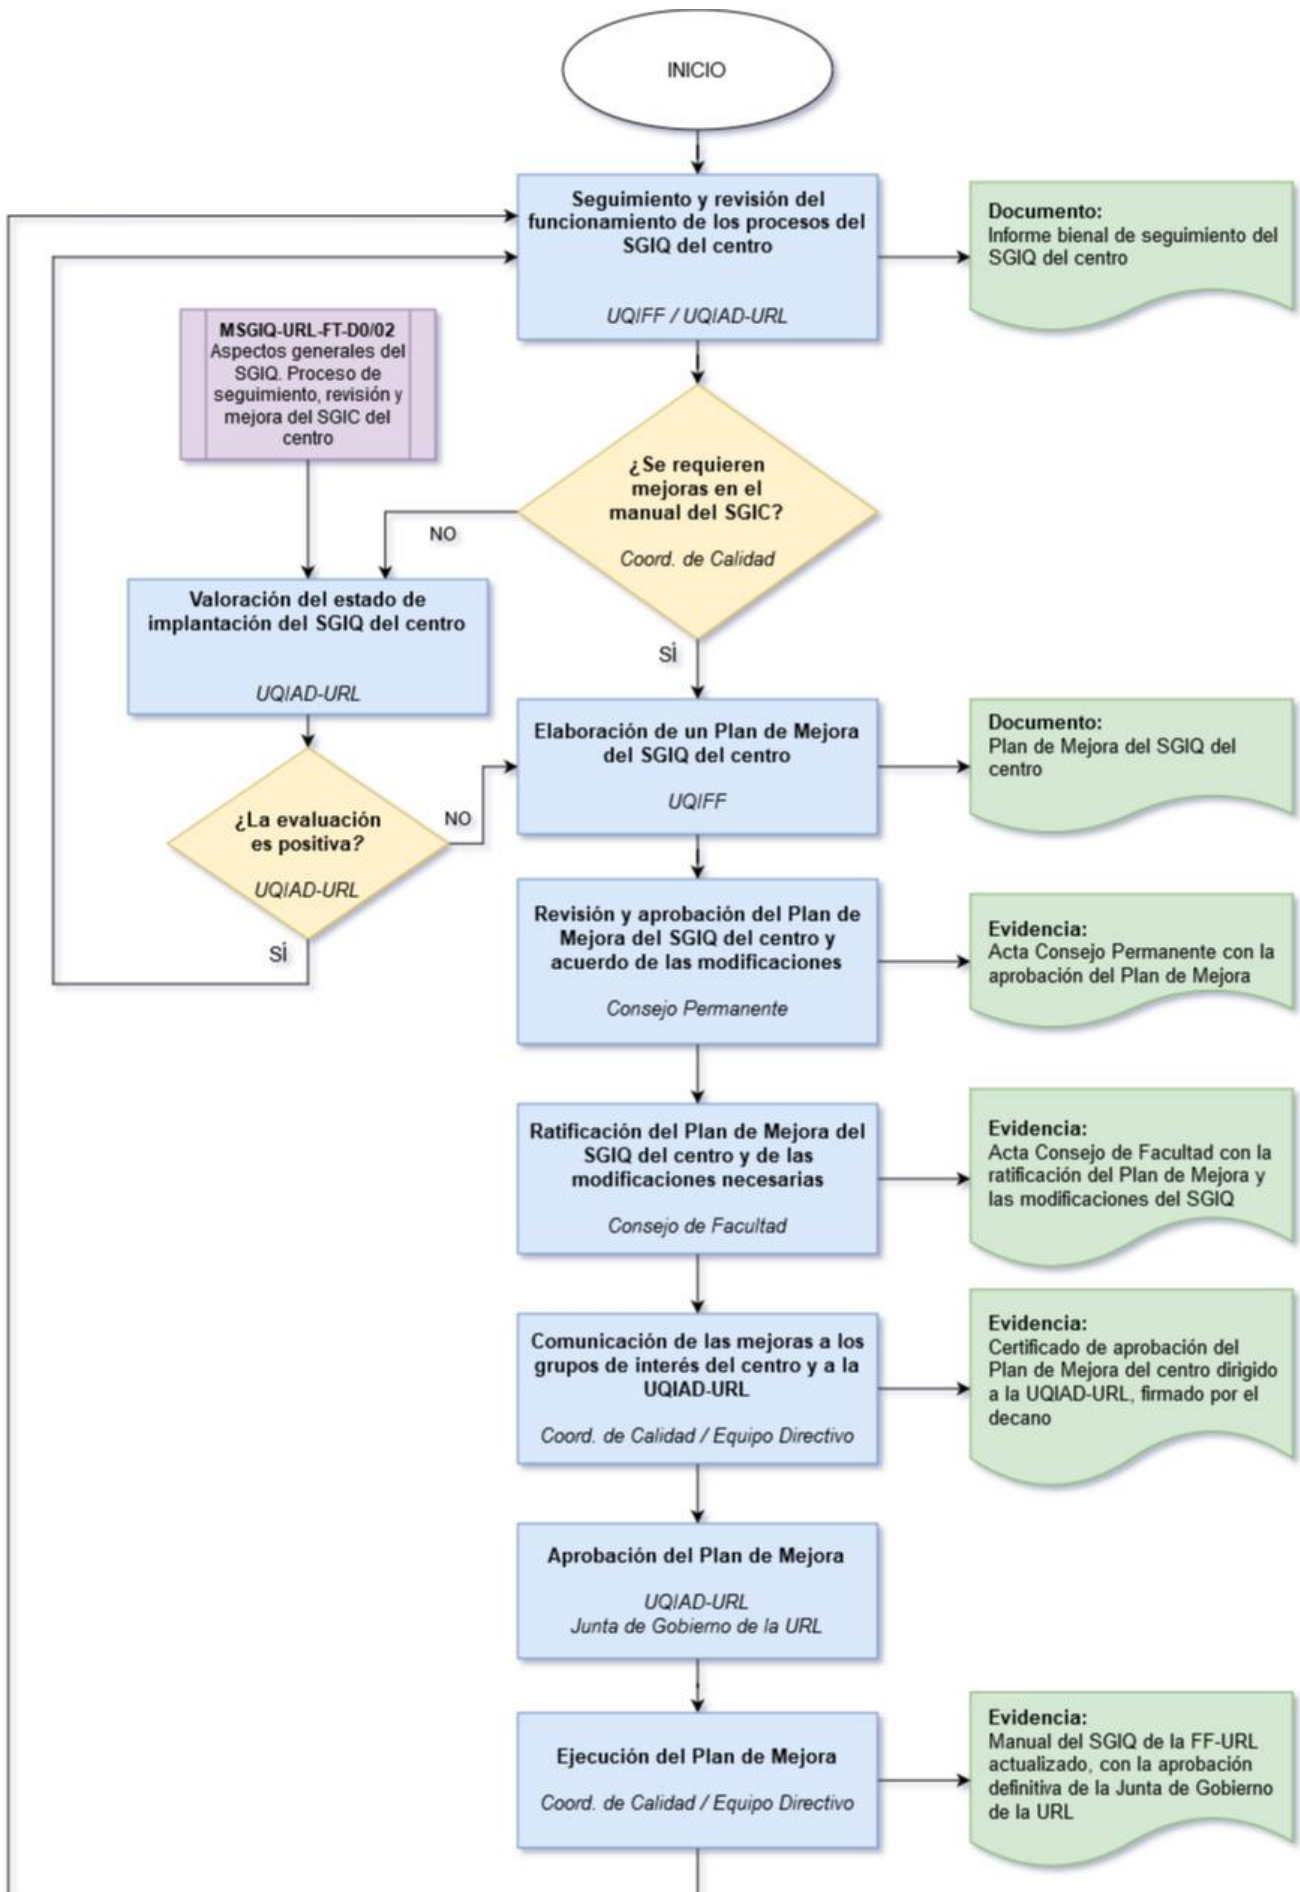 INICIO
Seguimiento y revisión del
funcionamiento de los procesos del
SGIQ del centro
UQIFF / UQIAD-URL
Documento:
Informe bienal de seguimiento del
SGIQ del centro
MSGIQ-URL-FT-D0/02
Aspectos generales del
SGIQ. Proceso de
seguimiento, revisión y
mejora del SGIC del
centro
¿Se requieren
mejoras en el
manual del SGIC?
Coord. de Calidad
NO
SÍ
Valoración del estado de
implantación del SGIQ del centro
UQIAD-URL
¿La evaluación
es positiva?
UQIAD-URL
NO
SÍ
Elaboración de un Plan de Mejora
del SGIQ del centro
UQIFF
Documento:
Plan de Mejora del SGIQ del
centro
Revisión y aprobación del Plan de
Mejora del SGIQ del centro y
acuerdo de las modificaciones
Consejo Permanente
Evidencia:
Acta Consejo Permanente con la
aprobación del Plan de Mejora
Ratificación del Plan de Mejora del
SGIQ del centro y de las
modificaciones necesarias
Consejo de Facultad
Evidencia:
Acta Consejo de Facultad con la
ratificación del Plan de Mejora y
las modificaciones del SGIQ
Comunicación de las mejoras a los
grupos de interés del centro y a la
UQIAD-URL
Coord. de Calidad / Equipo Directivo
Evidencia:
Certificado de aprobación del
Plan de Mejora del centro dirigido
a la UQIAD-URL, firmado por el
decano
Aprobación del Plan de Mejora
UQIAD-URL
Junta de Gobierno de la URL
Ejecución del Plan de Mejora
Coord. de Calidad / Equipo Directivo
Evidencia:
Manual del SGIQ de la FF-URL
actualizado, con la aprobación
definitiva de la Junta de Gobierno
de la URL